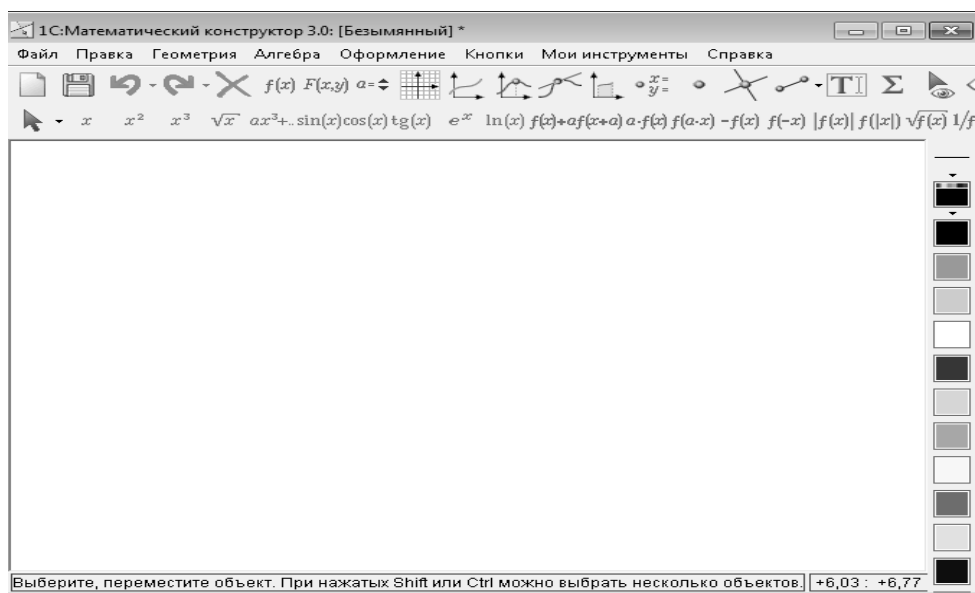 1С:Математический конструктор 3.0: [Безымянный] *
Файл Правка Геометрия Алгебра Оформление Кнопки Мои инструменты Справка
f(x) F(x,y) a= x= y= TI Σ
x x² x³ √x ax³+.. sin(x) cos(x) tg(x) eˣ ln(x) f(x)+a f(x+a) a·f(x) f(a·x) -f(x) f(-x) |f(x)| f(|x|) √f(x) 1/f
Выберите, переместите объект. При нажатых Shift или Ctrl можно выбрать несколько объектов. +6,03 : +6,77